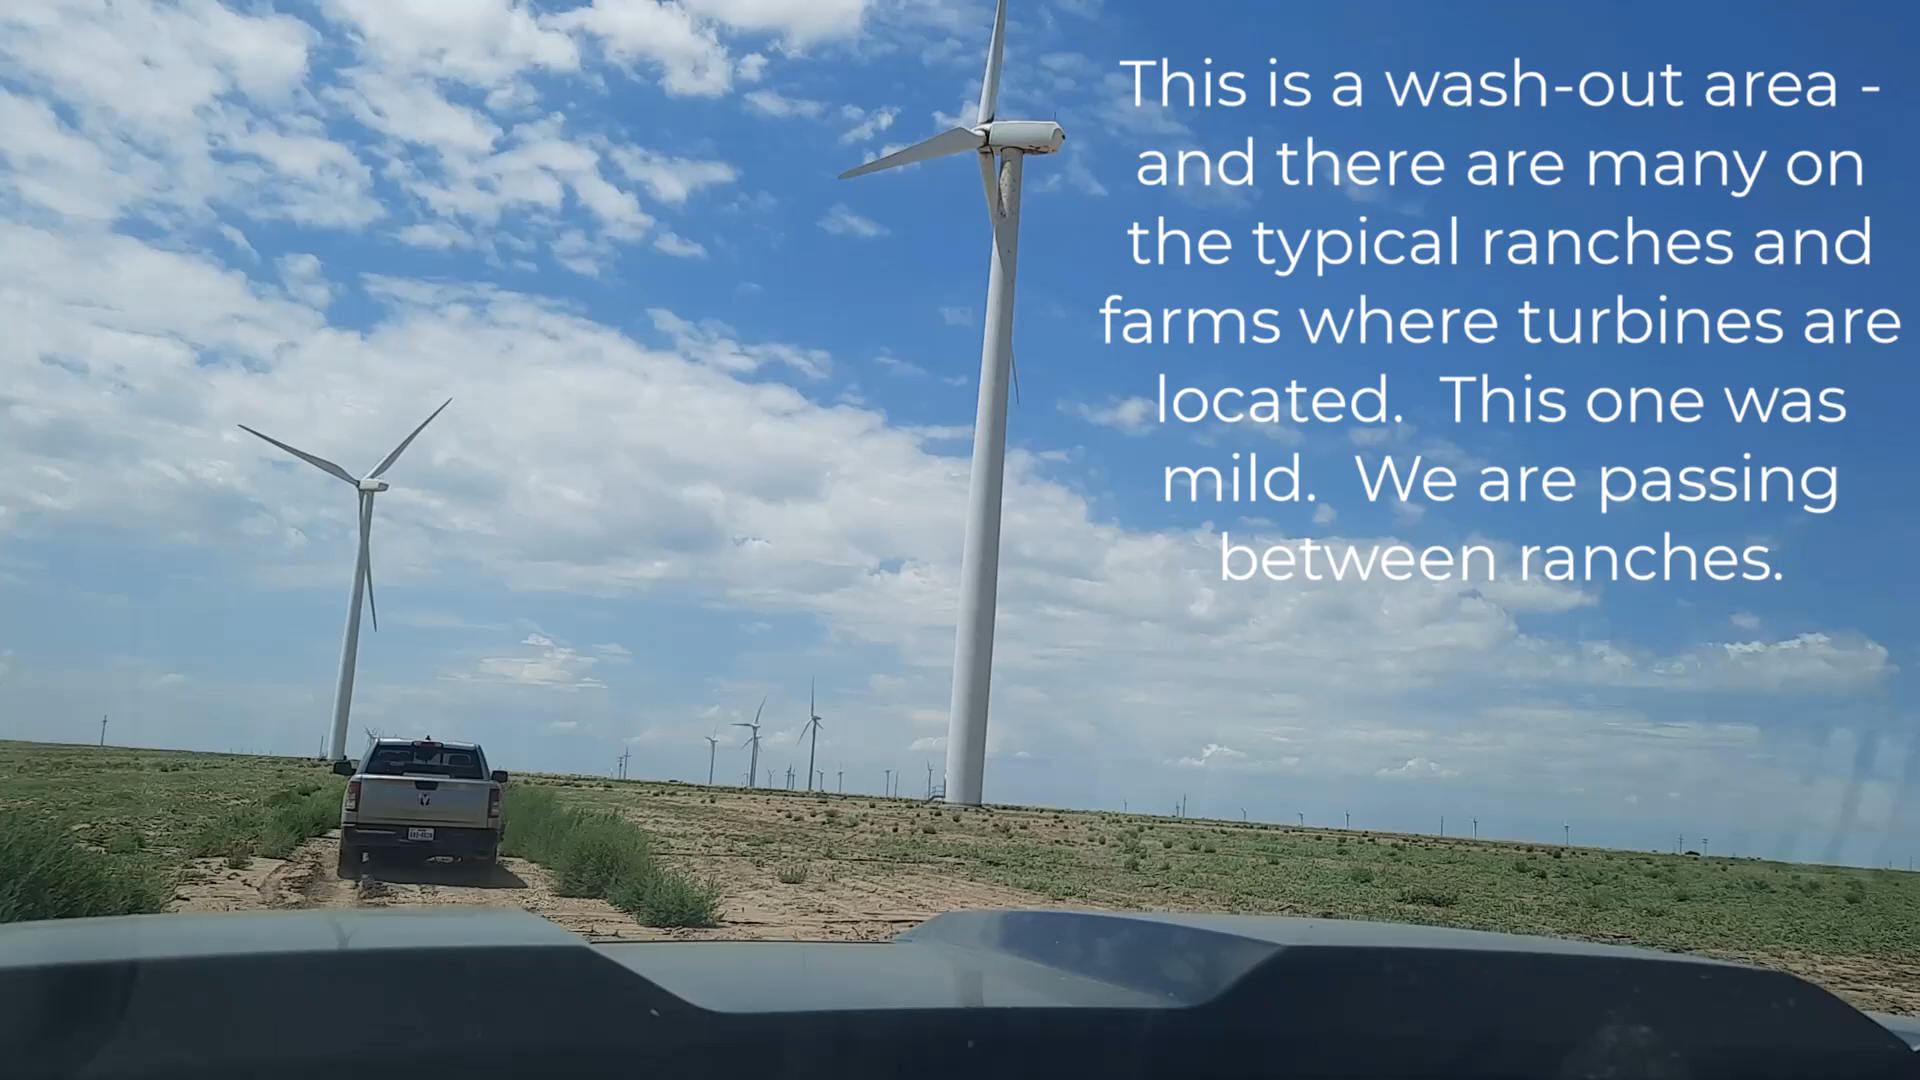 This is a wash-out area -
and there are many on
the typical ranches and
farms where turbines are
located.  This one was
mild.  We are passing
between ranches.